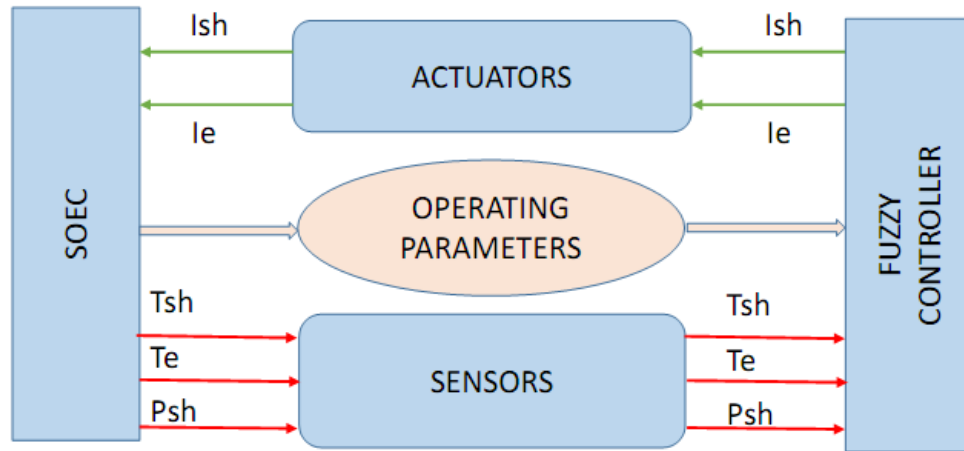 Ish
Ish
ACTUATORS
Ie
Ie
SOEC
OPERATING
PARAMETERS
FUZZY
CONTROLLER
Tsh
Tsh
Te
Te
SENSORS
Psh
Psh